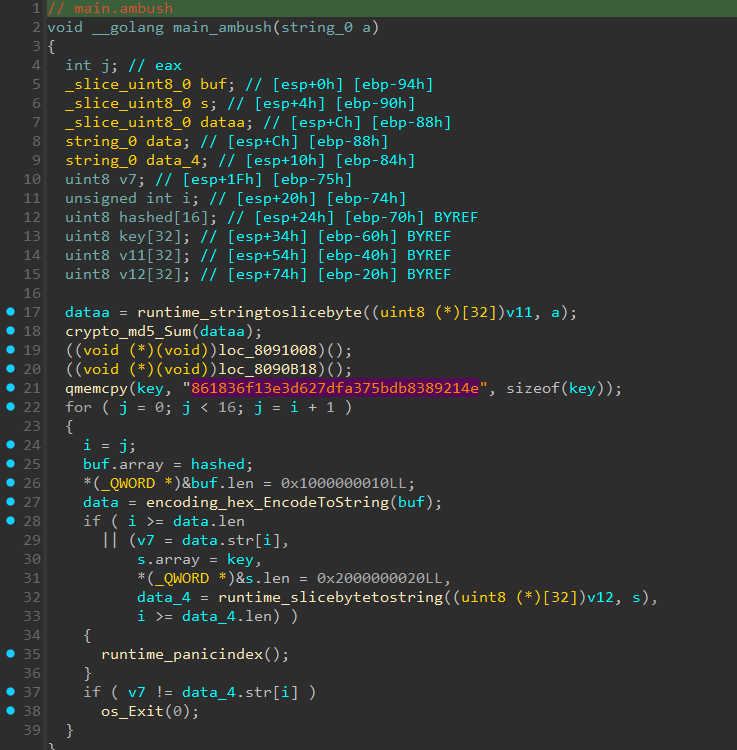 1 // main.ambush
2 void __golang main_ambush(string_0 a)
3 {
4 int j; // eax
5 _slice_uint8_0 buf; // [esp+0h] [ebp-94h]
6 _slice_uint8_0 s; // [esp+4h] [ebp-90h]
7 _slice_uint8_0 dataa; // [esp+Ch] [ebp-88h]
8 string_0 data; // [esp+Ch] [ebp-88h]
9 string_0 data_4; // [esp+10h] [ebp-84h]
10 uint8 v7; // [esp+1Fh] [ebp-75h]
11 unsigned int i; // [esp+20h] [ebp-74h]
12 uint8 hashed[16]; // [esp+24h] [ebp-70h] BYREF
13 uint8 key[32]; // [esp+34h] [ebp-60h] BYREF
14 uint8 v11[32]; // [esp+54h] [ebp-40h] BYREF
15 uint8 v12[32]; // [esp+74h] [ebp-20h] BYREF
16
17 dataa = runtime_stringtoslicebyte((uint8 (*)[32])v11, a);
18 crypto_md5_Sum(dataa);
19 ((void (*)(void))loc_8091008)();
20 ((void (*)(void))loc_8090B18)();
21 qmemcpy(key, "861836f13e3d627dfa375bdb8389214e", sizeof(key));
22 for ( j = 0; j < 16; j = i + 1 )
23 {
24 i = j;
25 buf.array = hashed;
26 *(_QWORD *)&buf.len = 0x1000000010LL;
27 data = encoding_hex_EncodeToString(buf);
28 if ( i >= data.len
29 || (v7 = data.str[i],
30 s.array = key,
31 *(_QWORD *)&s.len = 0x2000000020LL,
32 data_4 = runtime_slicebytetostring((uint8 (*)[32])v12, s),
33 i >= data_4.len) )
34 {
35 runtime_panicindex();
36 }
37 if ( v7 != data_4.str[i] )
38 os_Exit(0);
39 }
}